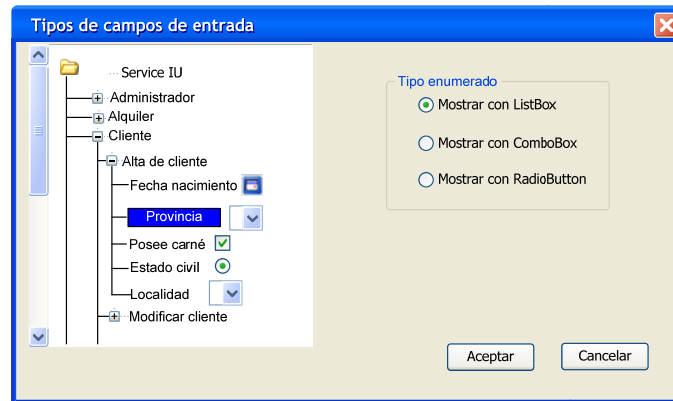 Tipos de campos de entrada
Service IU
Administrador
Alquiler
Cliente
Alta de cliente
Fecha nacimiento
Provincia
Posee carné
Estado civil
Localidad
Modificar cliente
Tipo enumerado
Mostrar con ListBox
Mostrar con ComboBox
Mostrar con RadioButton
Aceptar
Cancelar